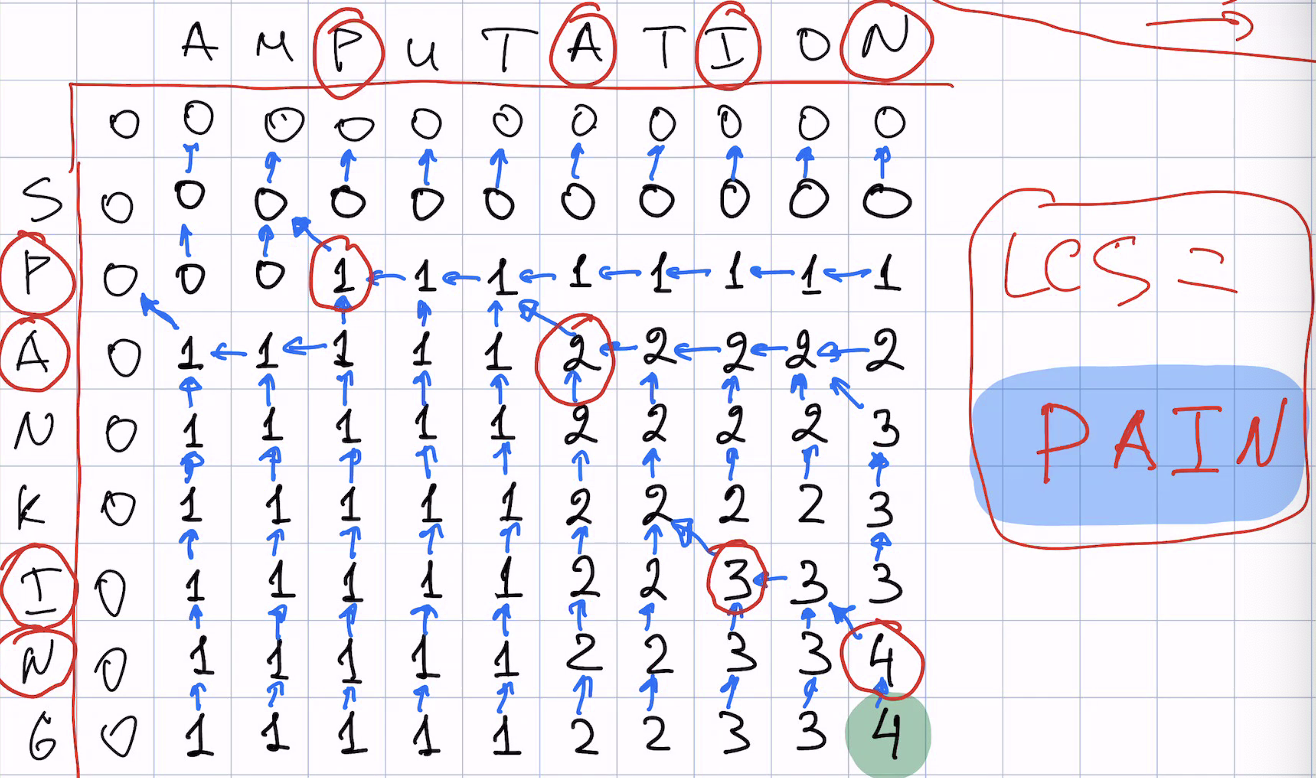 A M P U T A T I O N
0 0 0 0 0 0 0 0 0 0 0
S 0 0 0 0 0 0 0 0 0 0 0
P 0 0 0 1 1 1 1 1 1 1 1
LCS =
A 0 1 1 1 1 1 2 2 2 2 2
N 0 1 1 1 1 1 2 2 2 2 3
PAIN
K 0 1 1 1 1 1 2 2 2 2 3
I 0 1 1 1 1 1 2 2 3 3 3
N 0 1 1 1 1 1 2 2 3 3 4
G 0 1 1 1 1 1 2 2 3 3 4